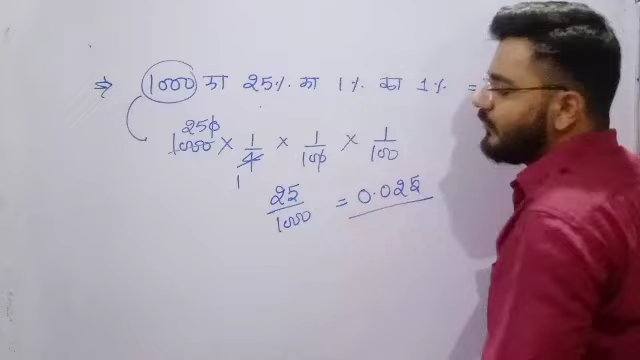 ⇒ 1000 का 25% का 1% का 1% =
250
1000 × 1/4 × 1/100 × 1/100
1
25/1000 = 0.025